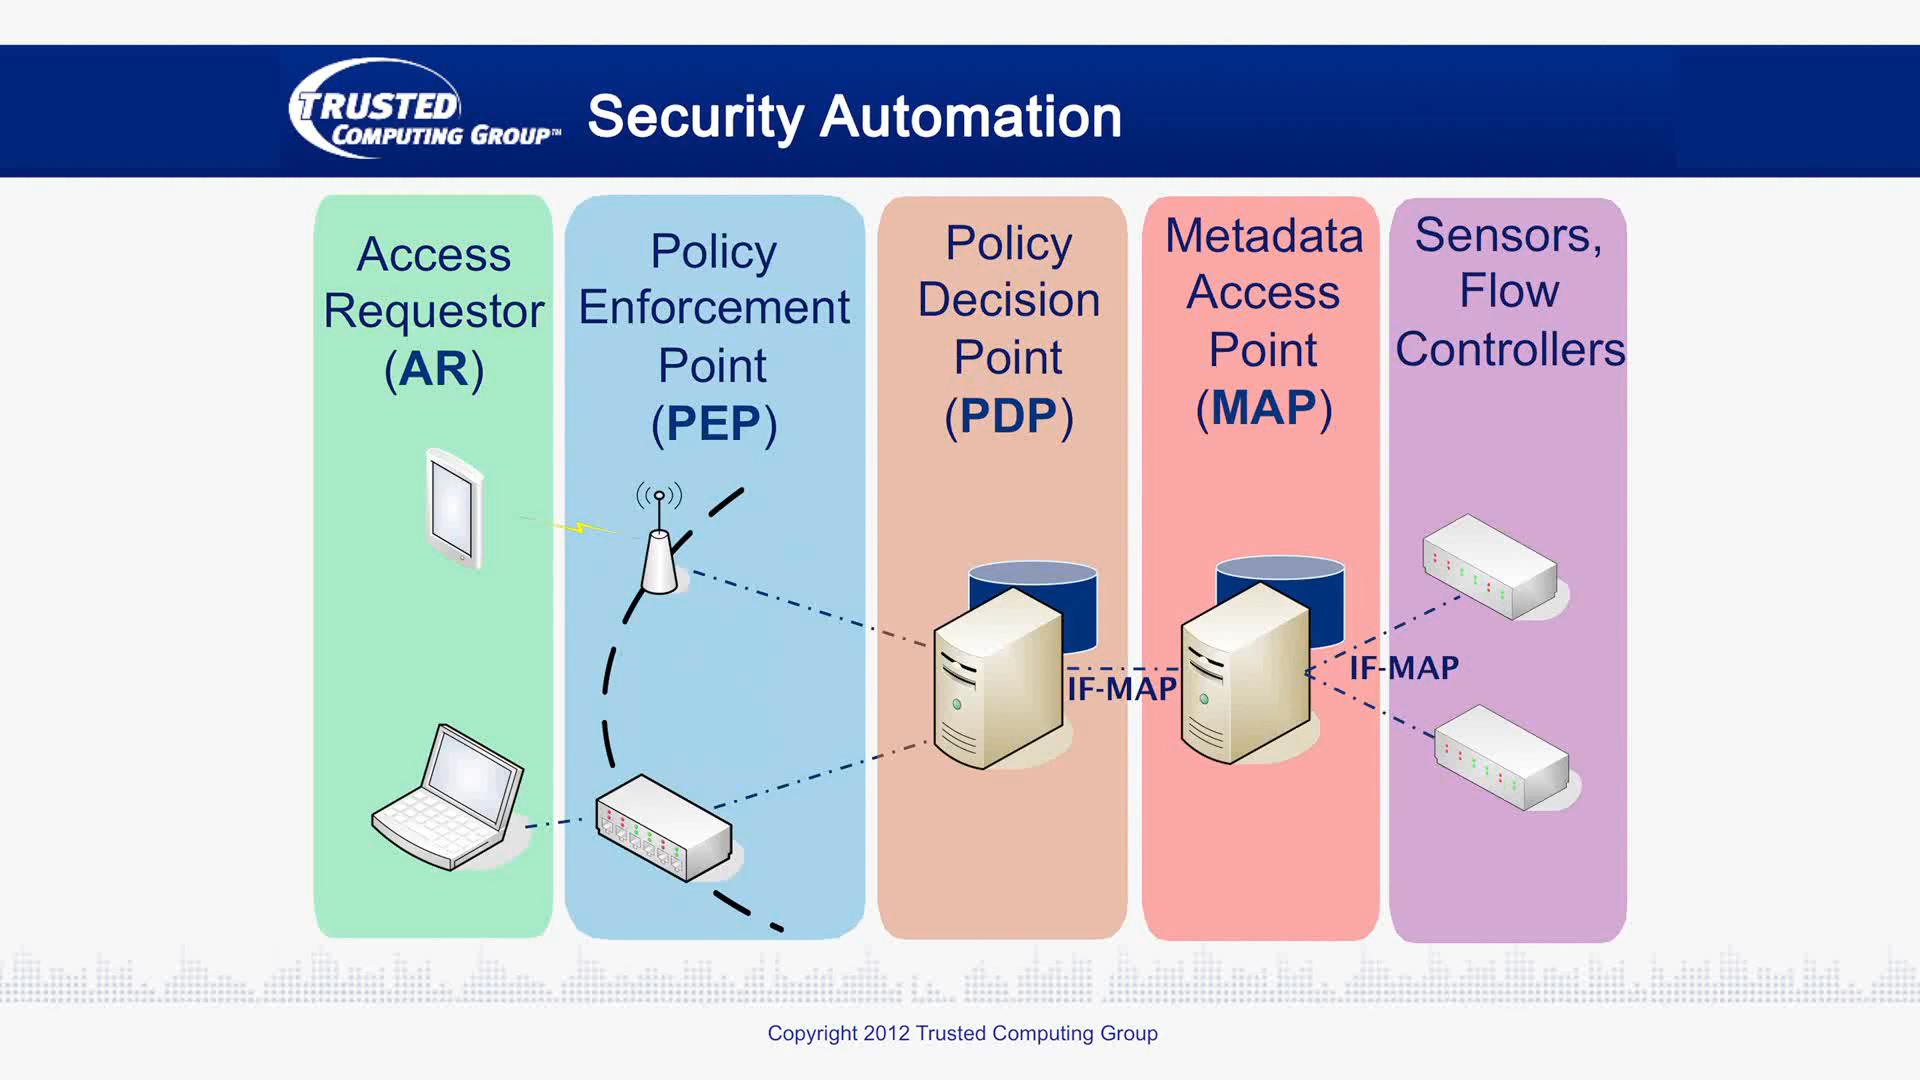 TRUSTED
COMPUTING GROUP™
Security Automation
Access
Requestor
(AR)
Policy
Enforcement
Point
(PEP)
Policy
Decision
Point
(PDP)
Metadata
Access
Point
(MAP)
Sensors,
Flow
Controllers
IF-MAP
IF-MAP
Copyright 2012 Trusted Computing Group